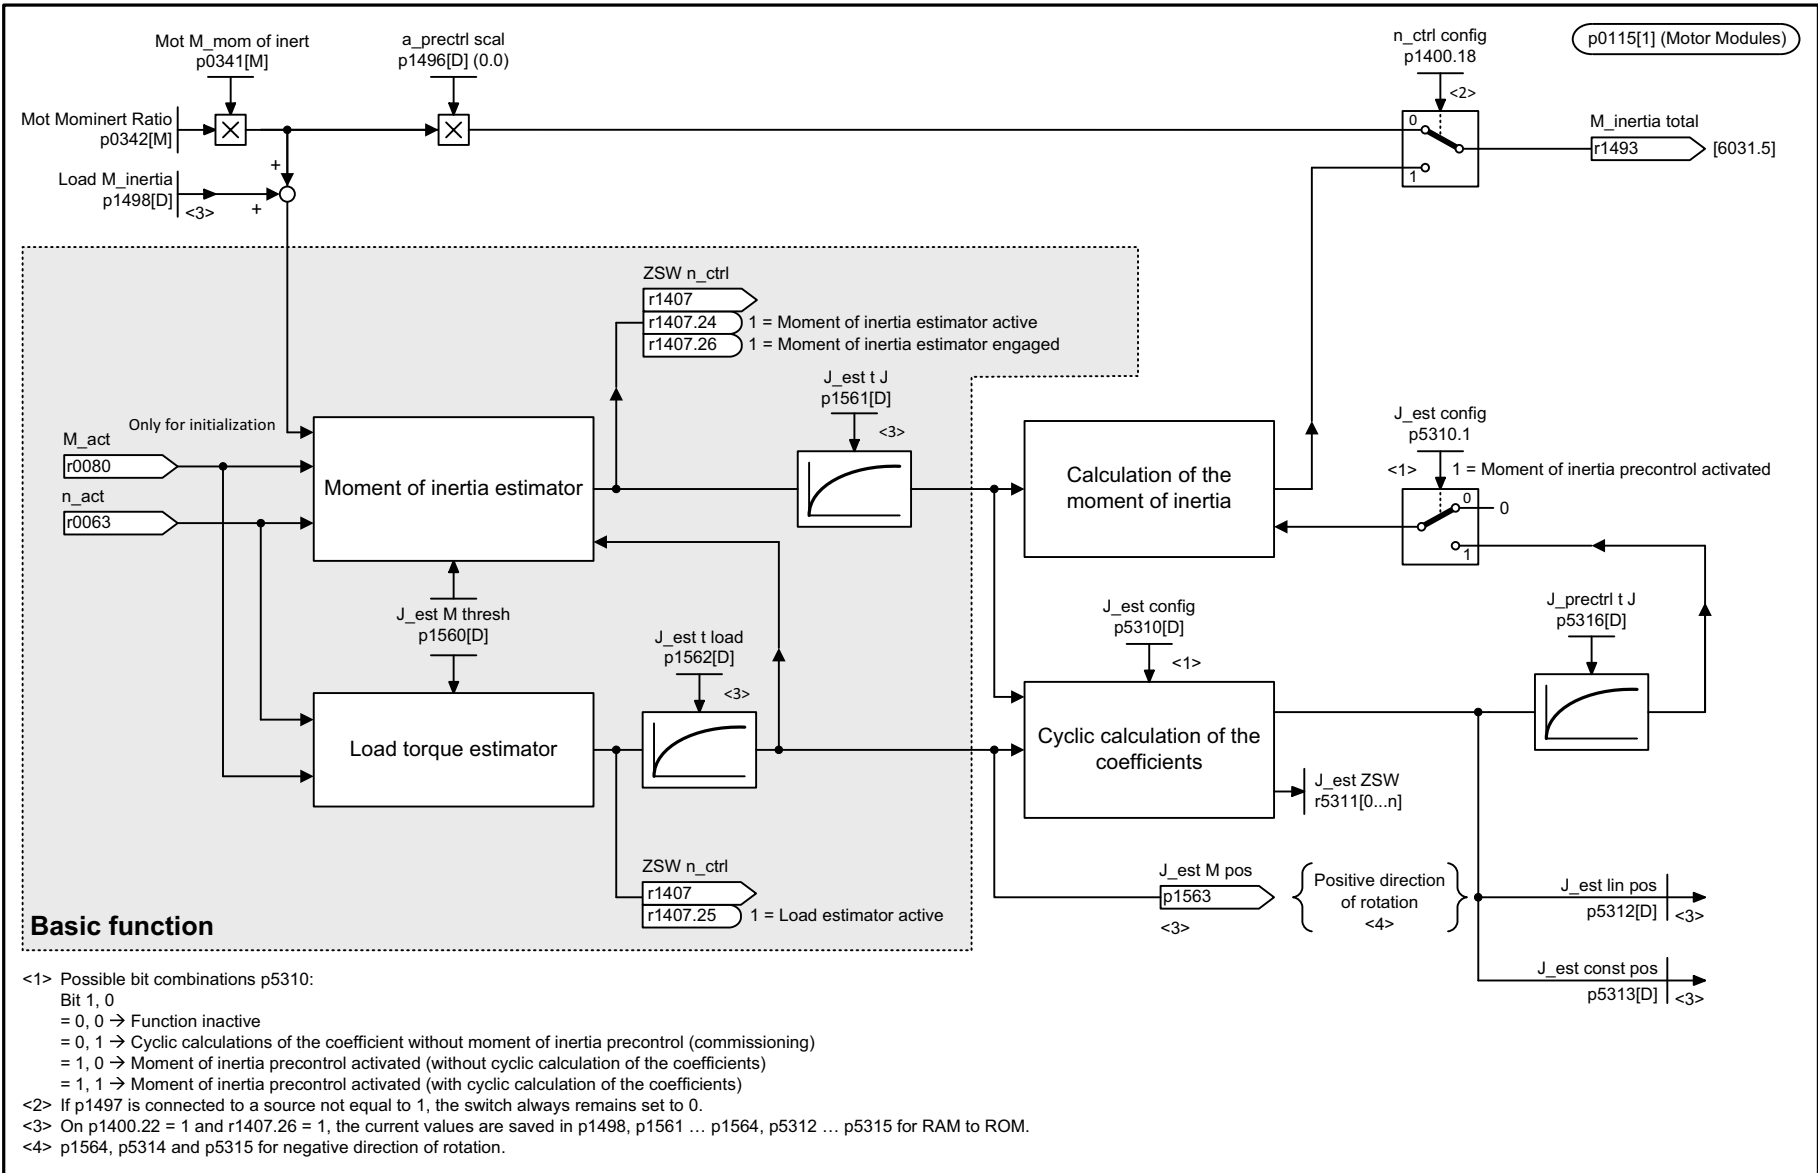 Mot M_mom of inert
p0341[M]
a_prectrl scal
p1496[D] (0.0)
n_ctrl config
p1400.18
<2>
p0115[1] (Motor Modules)
Mot Mominert Ratio
p0342[M]
0
1
M_inertia total
r1493
[6031.5]
+
Load M_inertia
p1498[D]
<3>
+
ZSW n_ctrl
r1407
r1407.24
1 = Moment of inertia estimator active
r1407.26
1 = Moment of inertia estimator engaged
J_est t J
p1561[D]
<3>
Only for initialization
M_act
r0080
n_act
r0063
Moment of inertia estimator
Calculation of the
moment of inertia
J_est config
p5310.1
<1>
1 = Moment of inertia precontrol activated
0
0
1
J_est M thresh
p1560[D]
J_est t load
p1562[D]
<3>
J_est config
p5310[D]
<1>
J_prectrl t J
p5316[D]
Load torque estimator
Cyclic calculation of the
coefficients
J_est ZSW
r5311[0...n]
ZSW n_ctrl
r1407
r1407.25
1 = Load estimator active
J_est M pos
p1563
<3>
Positive direction
of rotation
<4>
J_est lin pos
p5312[D]
<3>
J_est const pos
p5313[D]
<3>
Basic function
<1> Possible bit combinations p5310:
Bit 1, 0
= 0, 0 → Function inactive
= 0, 1 → Cyclic calculations of the coefficient without moment of inertia precontrol (commissioning)
= 1, 0 → Moment of inertia precontrol activated (without cyclic calculation of the coefficients)
= 1, 1 → Moment of inertia precontrol activated (with cyclic calculation of the coefficients)
<2> If p1497 is connected to a source not equal to 1, the switch always remains set to 0.
<3> On p1400.22 = 1 and r1407.26 = 1, the current values are saved in p1498, p1561 … p1564, p5312 … p5315 for RAM to ROM.
<4> p1564, p5314 and p5315 for negative direction of rotation.